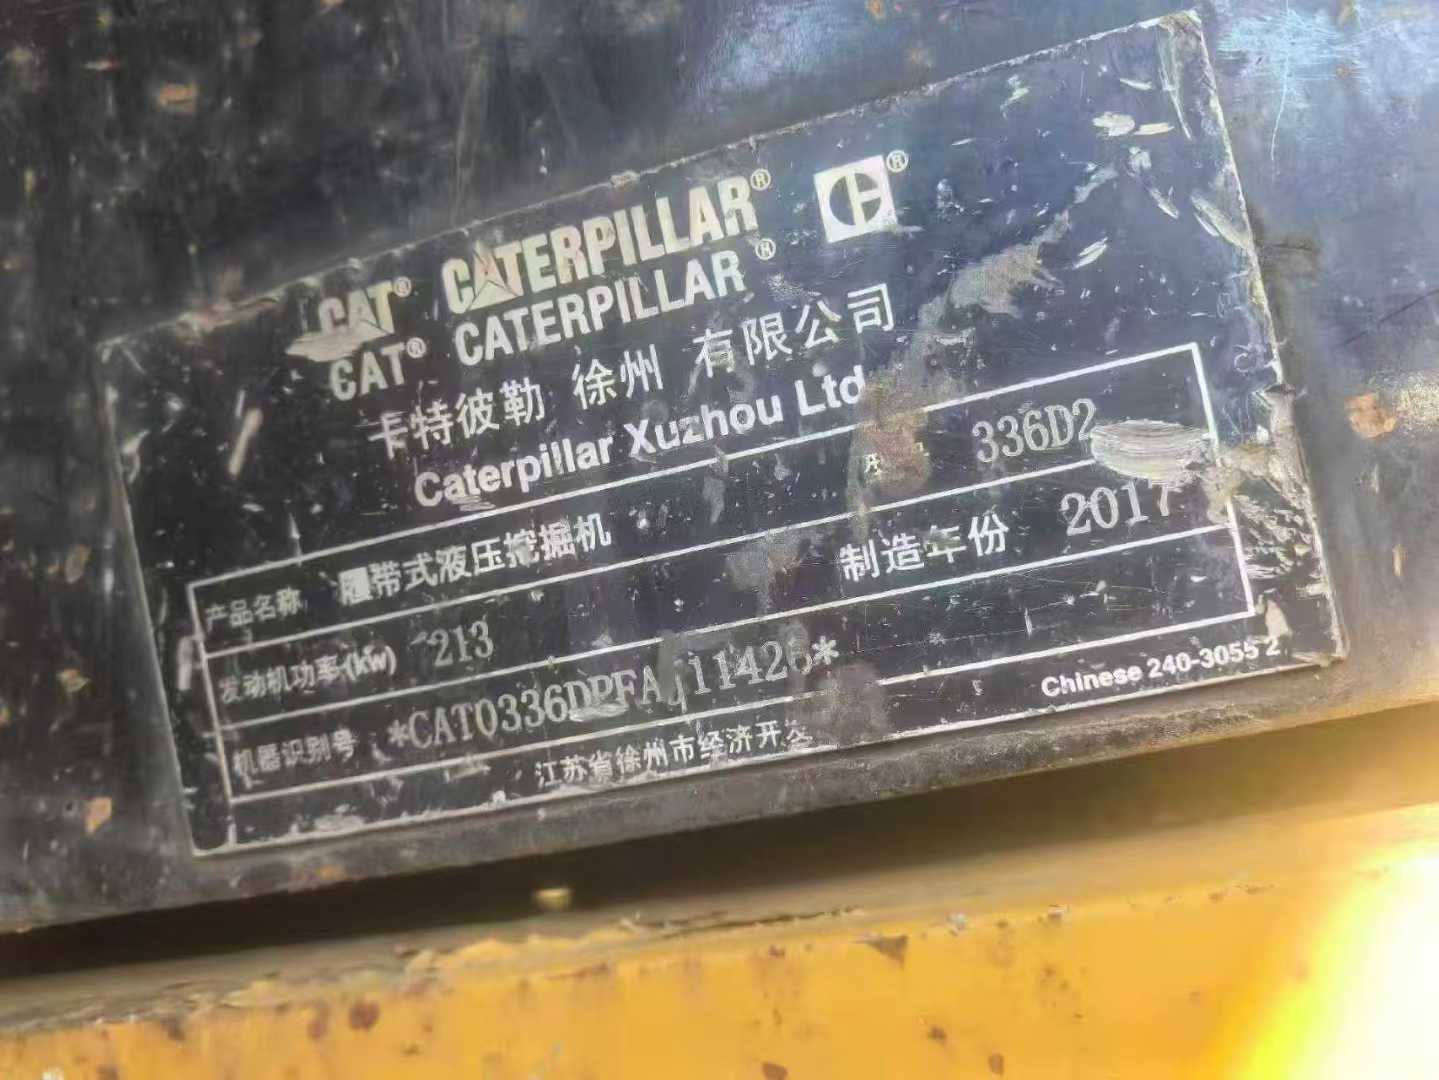 CAT® CATERPILLAR®
CAT® CATERPILLAR®
卡特彼勒 徐州 有限公司
Caterpillar Xuzhou Ltd
产品名称 履带式液压挖掘机 336D2
发动机功率(kw) 213 制造年份 2017
机器识别号
江苏省徐州市经济开 Chinese 240-3055 2